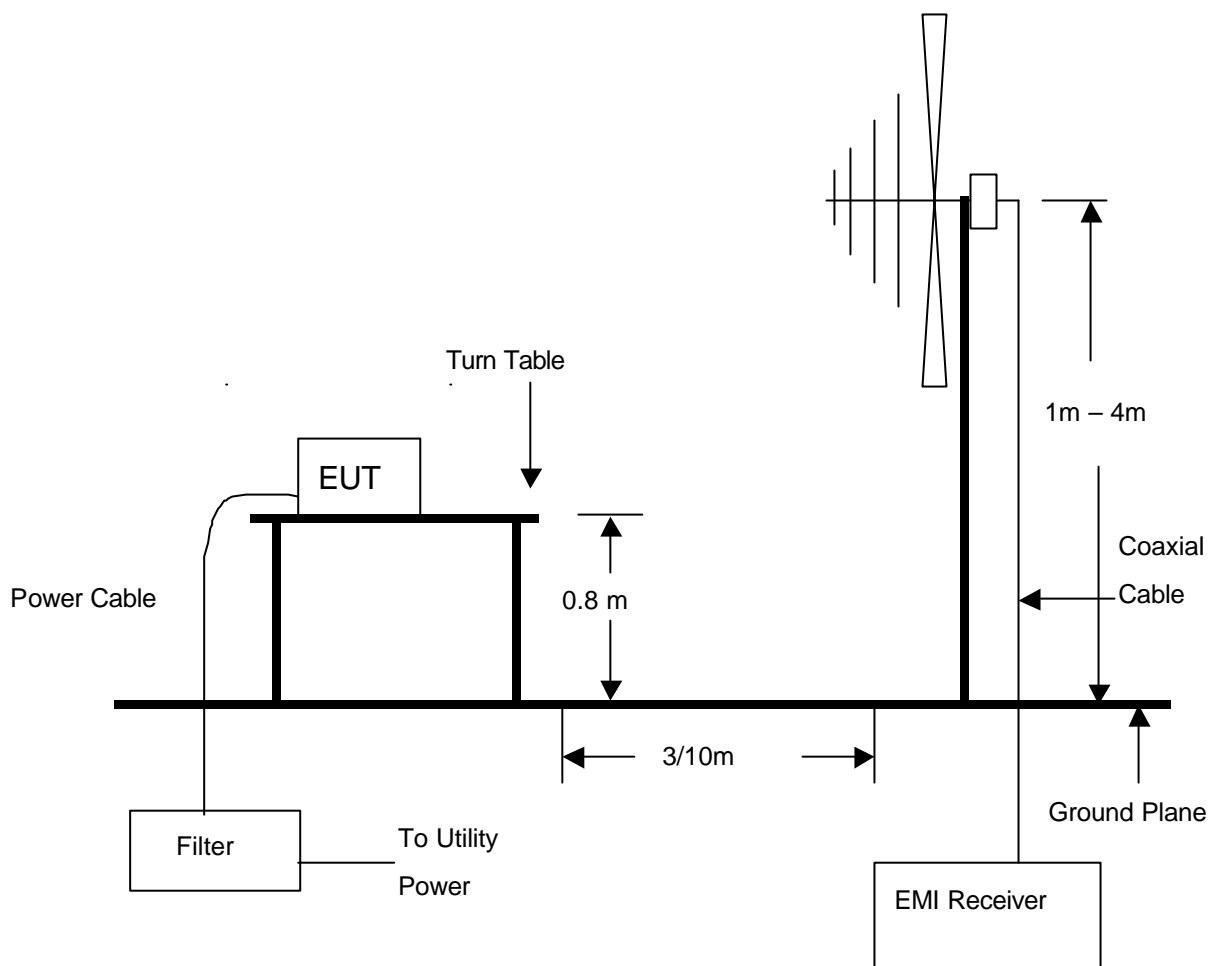 Turn Table
1m – 4m
EUT
Coaxial
Cable
Power Cable
0.8 m
3/10m
Ground Plane
Filter
To Utility
Power
EMI Receiver